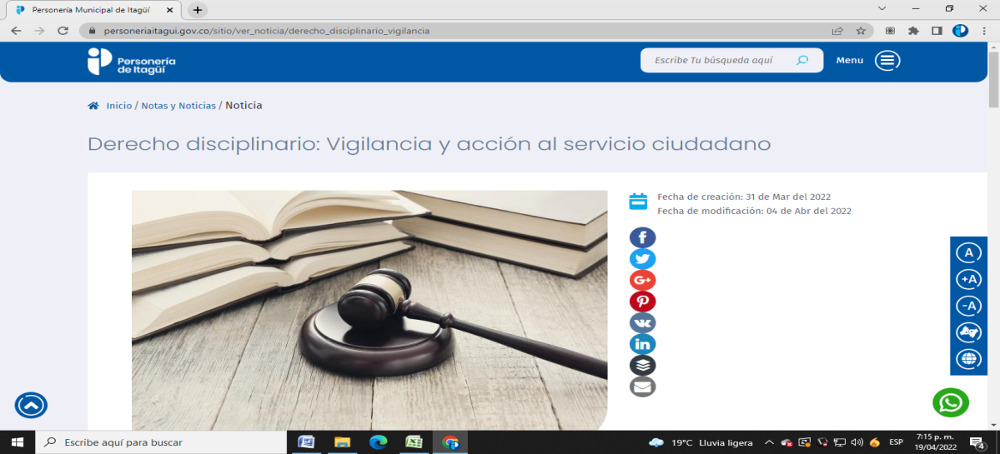 Personería Municipal de Itagüí
personeriaitagui.gov.co/sitio/ver_noticia/derecho_disciplinario_vigilancia
Personería
de Itagüí
Escribe Tu búsqueda aquí
Menu
Inicio / Notas y Noticias / Noticia
Derecho disciplinario: Vigilancia y acción al servicio ciudadano
Fecha de creación: 31 de Mar del 2022
Fecha de modificación: 04 de Abr del 2022
G+
in
A
+A
-A
Escribe aquí para buscar
19°C Lluvia ligera
ESP
7:15 p. m.
19/04/2022
4